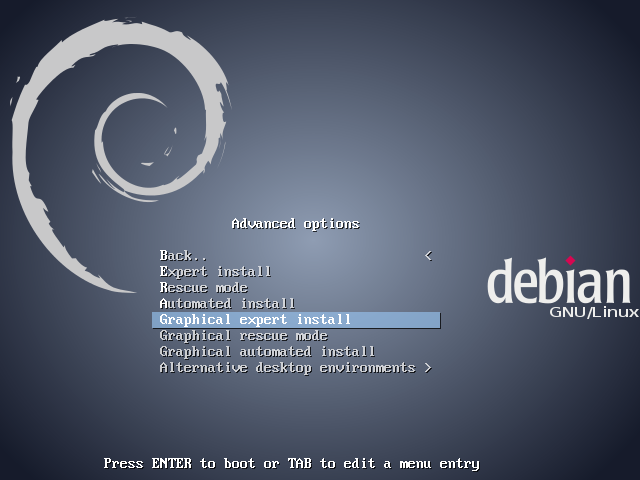 Advanced options
Back.. <
Expert install
Rescue mode
Automated install
Graphical expert install
Graphical rescue mode
Graphical automated install
Alternative desktop environments >
debian
GNU/Linux
Press ENTER to boot or TAB to edit a menu entry